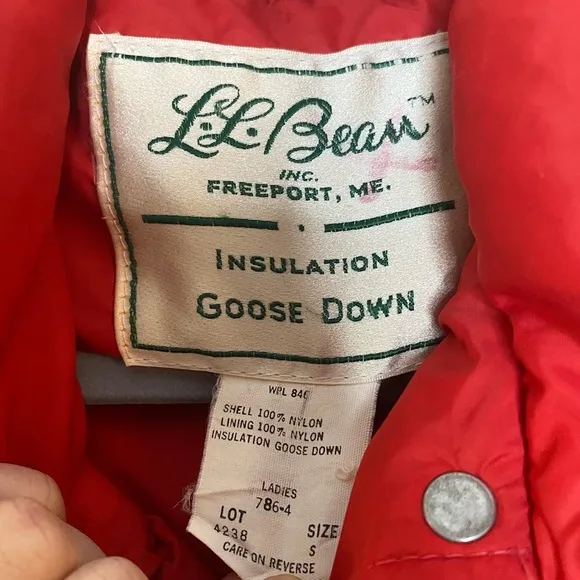 L.L. Bean™
INC.
FREEPORT, ME.
INSULATION
GOOSE DOWN
WPL 846
SHELL 100% NYLON
LINING 100% NYLON
INSULATION GOOSE DOWN
LADIES
786-4
LOT SIZE
4238 S
CARE ON REVERSE